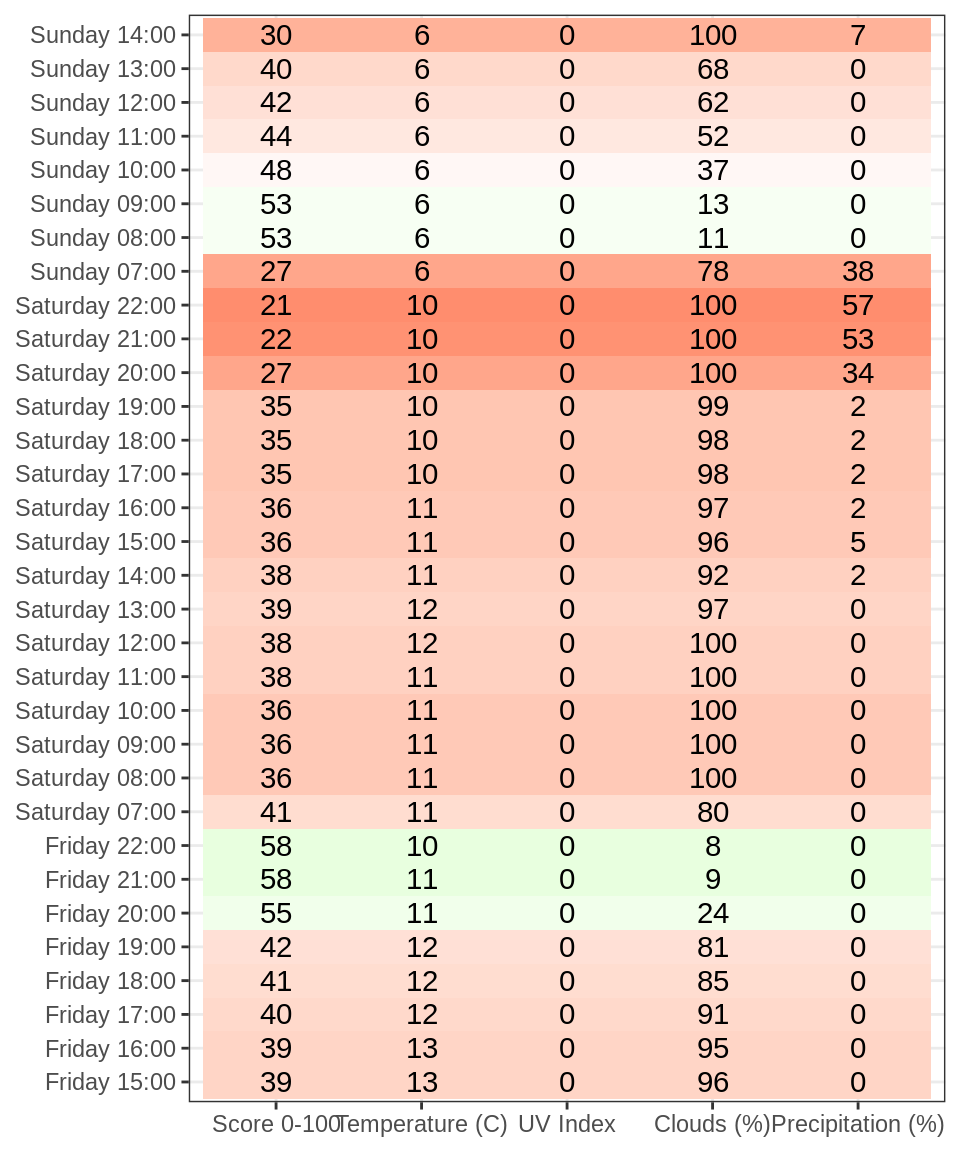 Sunday 14:00 30 6 0 100 7
Sunday 13:00 40 6 0 68 0
Sunday 12:00 42 6 0 62 0
Sunday 11:00 44 6 0 52 0
Sunday 10:00 48 6 0 37 0
Sunday 09:00 53 6 0 13 0
Sunday 08:00 53 6 0 11 0
Sunday 07:00 27 6 0 78 38
Saturday 22:00 21 10 0 100 57
Saturday 21:00 22 10 0 100 53
Saturday 20:00 27 10 0 100 34
Saturday 19:00 35 10 0 99 2
Saturday 18:00 35 10 0 98 2
Saturday 17:00 35 10 0 98 2
Saturday 16:00 36 11 0 97 2
Saturday 15:00 36 11 0 96 5
Saturday 14:00 38 11 0 92 2
Saturday 13:00 39 12 0 97 0
Saturday 12:00 38 12 0 100 0
Saturday 11:00 38 11 0 100 0
Saturday 10:00 36 11 0 100 0
Saturday 09:00 36 11 0 100 0
Saturday 08:00 36 11 0 100 0
Saturday 07:00 41 11 0 80 0
Friday 22:00 58 10 0 8 0
Friday 21:00 58 11 0 9 0
Friday 20:00 55 11 0 24 0
Friday 19:00 42 12 0 81 0
Friday 18:00 41 12 0 85 0
Friday 17:00 40 12 0 91 0
Friday 16:00 39 13 0 95 0
Friday 15:00 39 13 0 96 0
Score 0-100 Temperature (C) UV Index Clouds (%) Precipitation (%)